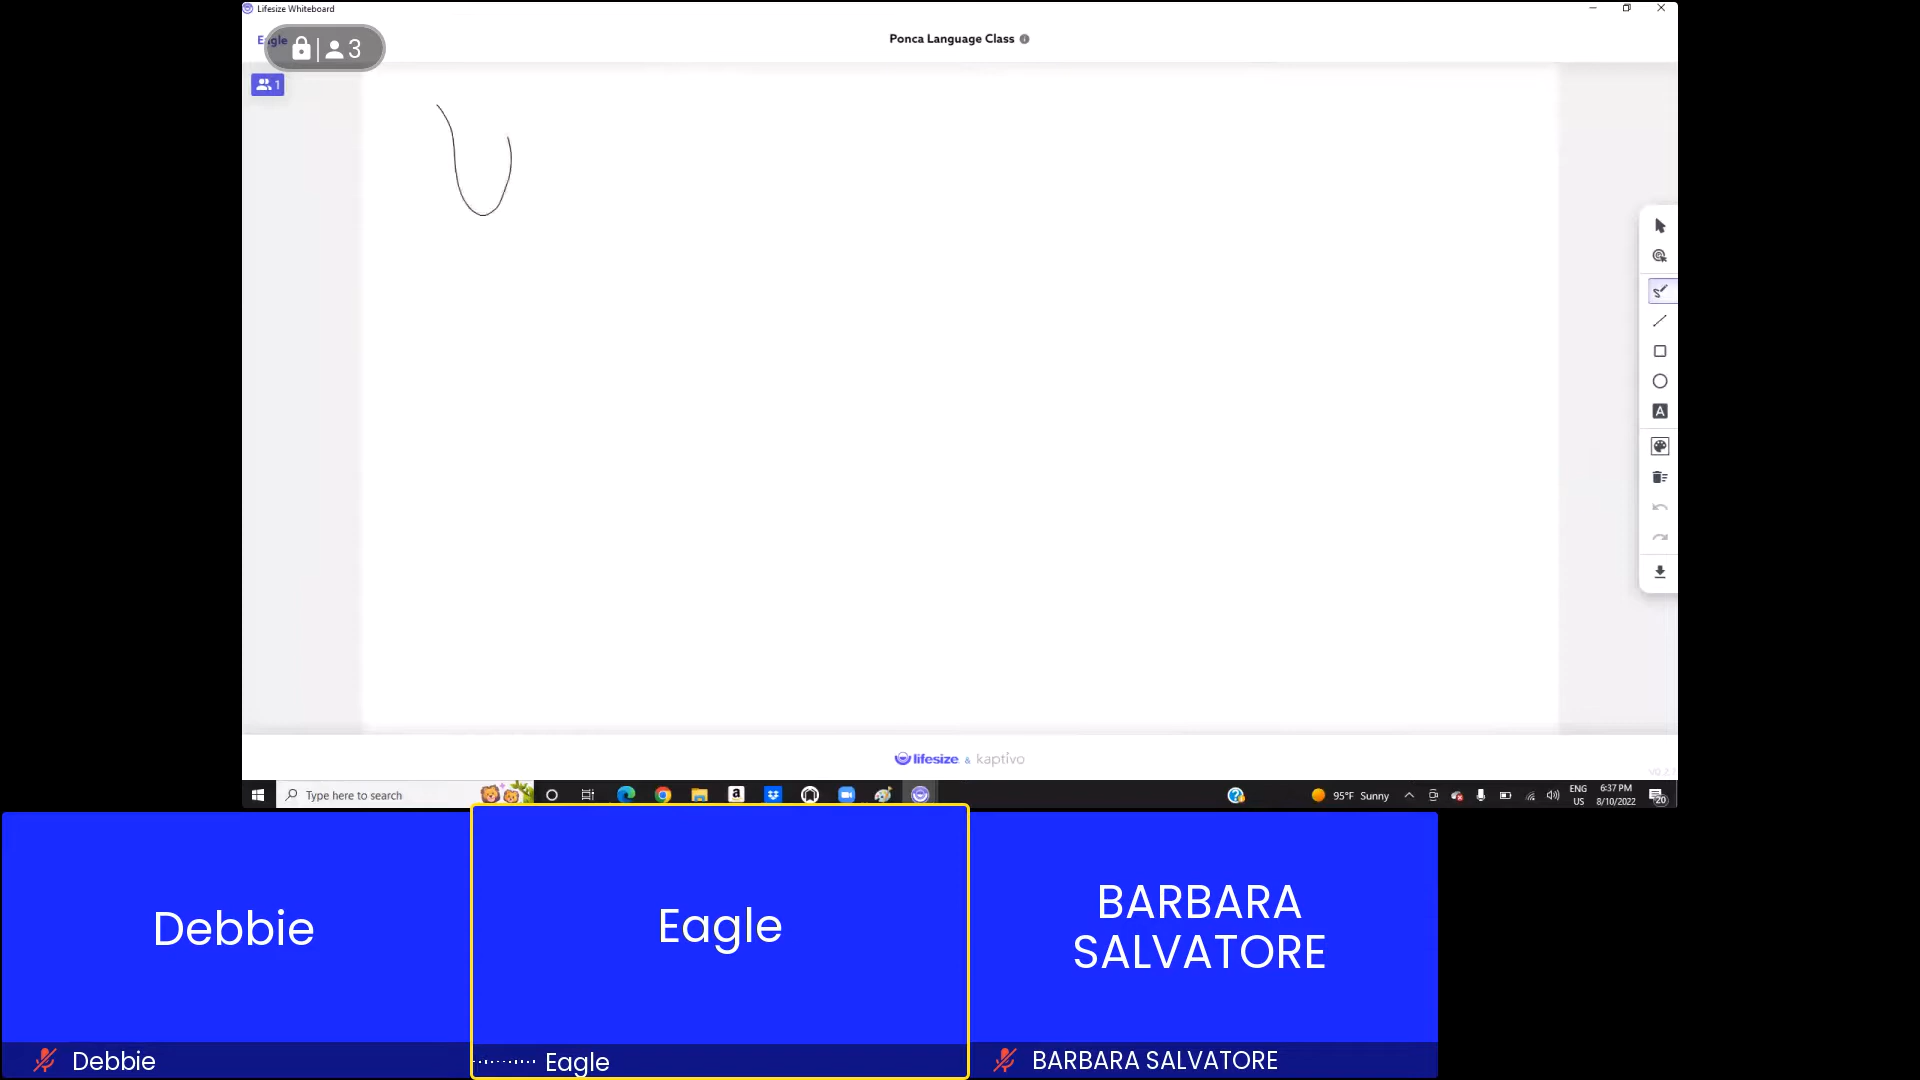 Lifesize Whiteboard
Eagle
3
Ponca Language Class
1
A
lifesize & kaptivo
Type here to search
95°F Sunny
ENG
US
6:37 PM
8/10/2022
20
Debbie
Eagle
BARBARA
SALVATORE
Debbie
Eagle
BARBARA SALVATORE